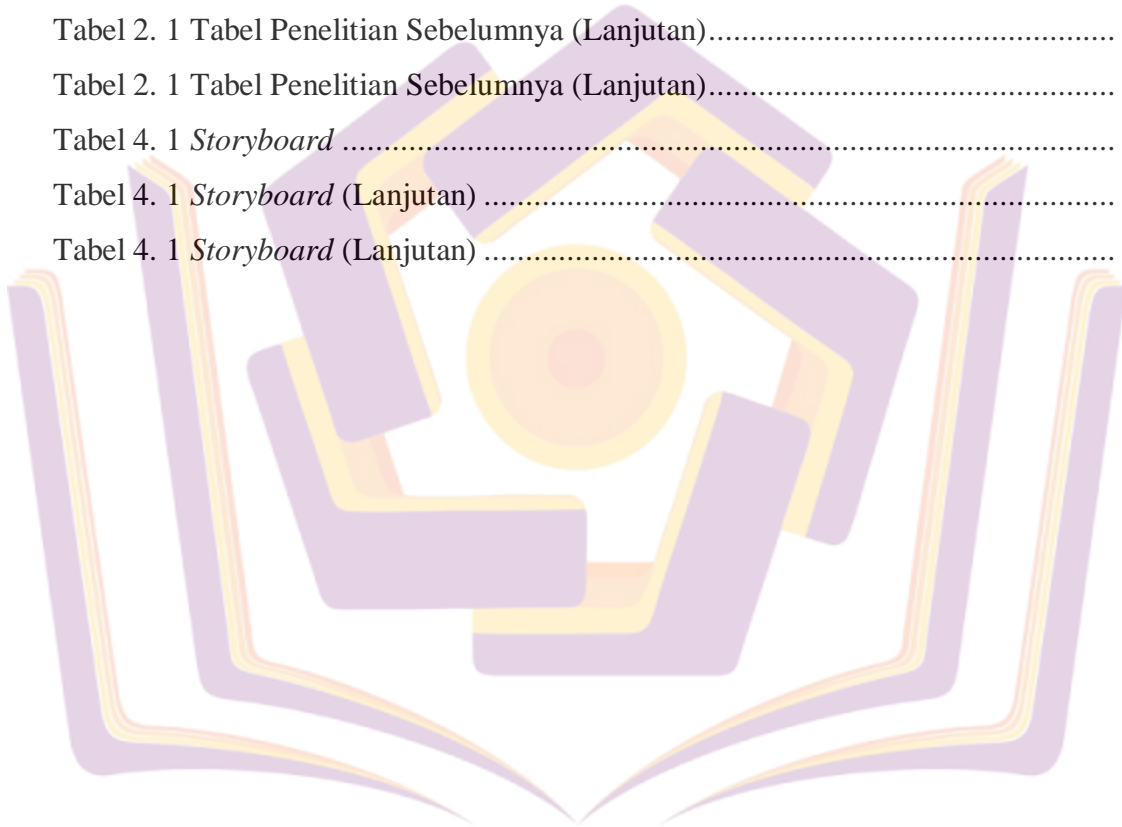 Tabel 2. 1 Tabel Penelitian Sebelumnya (Lanjutan)..................................................
Tabel 2. 1 Tabel Penelitian Sebelumnya (Lanjutan)..................................................
Tabel 4. 1 Storyboard ...............................................................................................
Tabel 4. 1 Storyboard (Lanjutan) ..............................................................................
Tabel 4. 1 Storyboard (Lanjutan) ..............................................................................